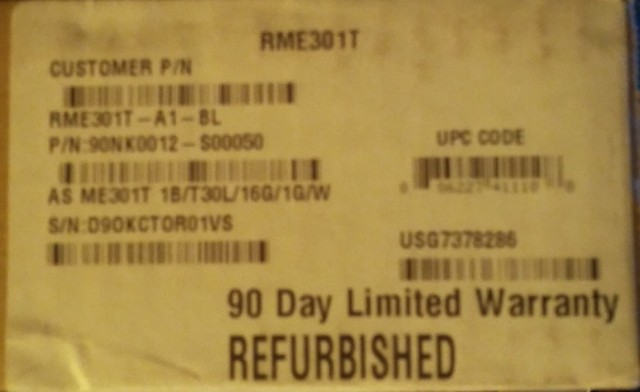 RME301T
CUSTOMER P/N
RME301T-A1-BL
P/N:90NK0012-S00050
UPC CODE
AS ME301T 1B/T30L/16G/1G/W
S/N:D9OKCTOR01VS
USG7378286
90 Day Limited Warranty
REFURBISHED